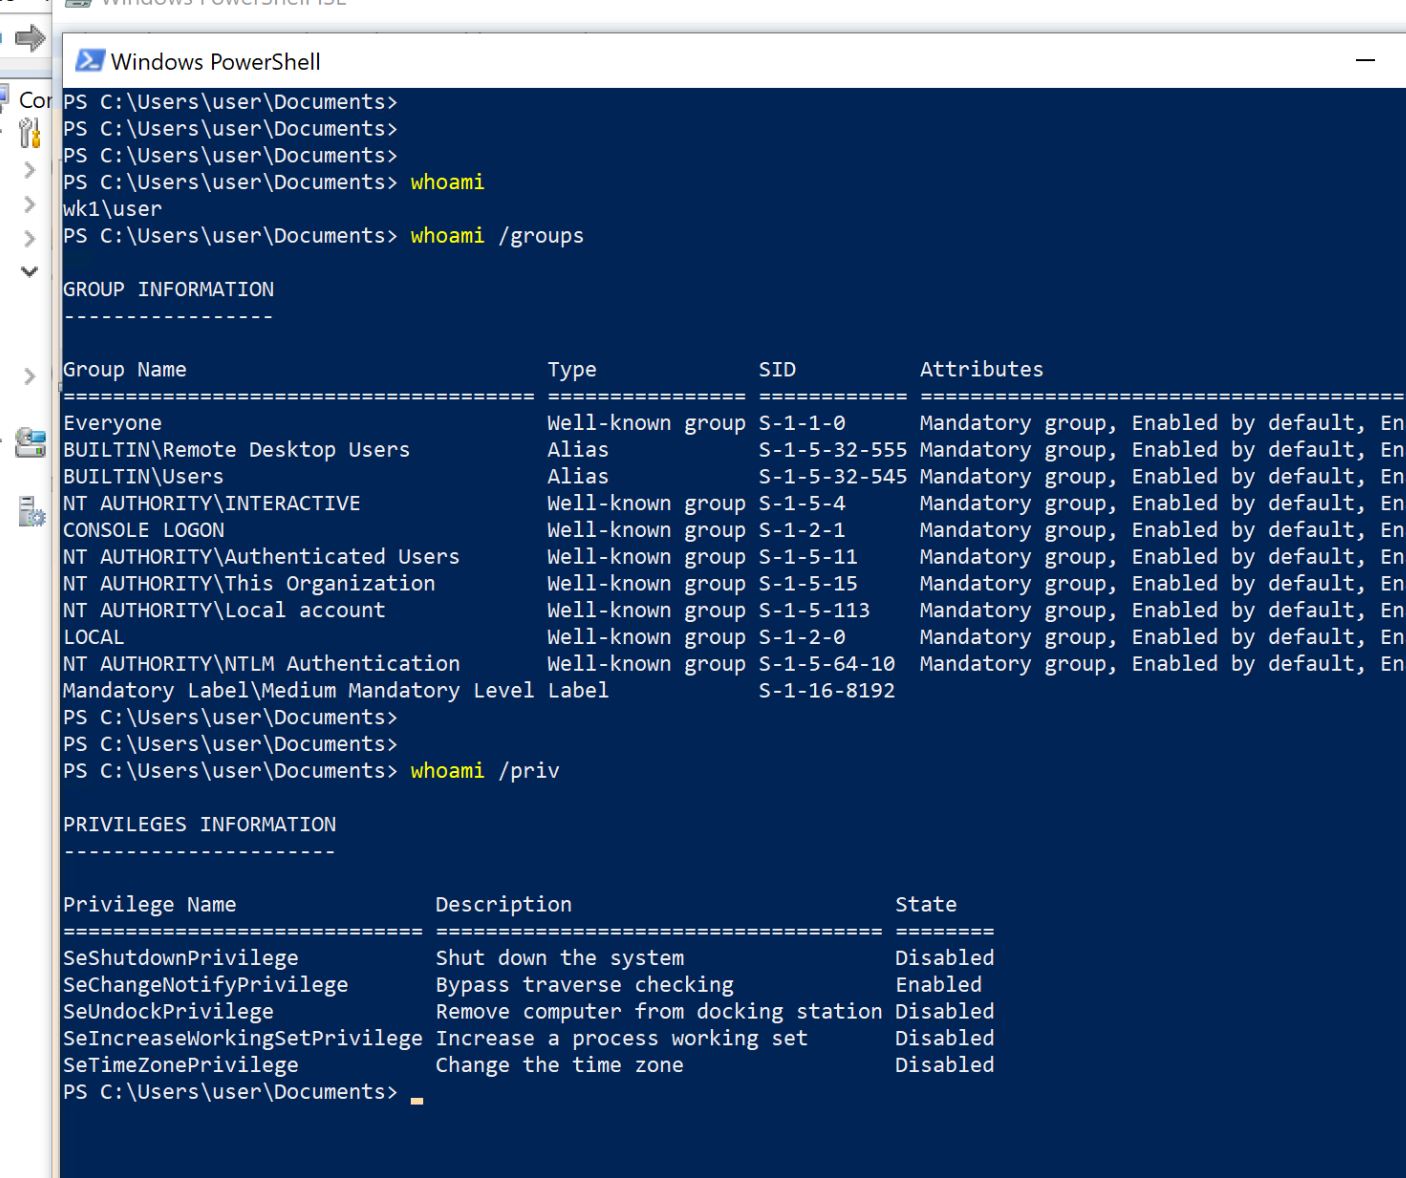 Windows PowerShell ISE
Windows PowerShell
Cor
PS C:\Users\user\Documents>
PS C:\Users\user\Documents>
PS C:\Users\user\Documents>
PS C:\Users\user\Documents> whoami
wk1\user
PS C:\Users\user\Documents> whoami /groups
GROUP INFORMATION
-----------------
Group Name Type SID Attributes
====================================== ================ ============ =======================================
Everyone Well-known group S-1-1-0 Mandatory group, Enabled by default, En
BUILTIN\Remote Desktop Users Alias S-1-5-32-555 Mandatory group, Enabled by default, En
BUILTIN\Users Alias S-1-5-32-545 Mandatory group, Enabled by default, En
NT AUTHORITY\INTERACTIVE Well-known group S-1-5-4 Mandatory group, Enabled by default, En
CONSOLE LOGON Well-known group S-1-2-1 Mandatory group, Enabled by default, En
NT AUTHORITY\Authenticated Users Well-known group S-1-5-11 Mandatory group, Enabled by default, En
NT AUTHORITY\This Organization Well-known group S-1-5-15 Mandatory group, Enabled by default, En
NT AUTHORITY\Local account Well-known group S-1-5-113 Mandatory group, Enabled by default, En
LOCAL Well-known group S-1-2-0 Mandatory group, Enabled by default, En
NT AUTHORITY\NTLM Authentication Well-known group S-1-5-64-10 Mandatory group, Enabled by default, En
Mandatory Label\Medium Mandatory Level Label S-1-16-8192
PS C:\Users\user\Documents>
PS C:\Users\user\Documents>
PS C:\Users\user\Documents> whoami /priv
PRIVILEGES INFORMATION
----------------------
Privilege Name Description State
============================= ==================================== ========
SeShutdownPrivilege Shut down the system Disabled
SeChangeNotifyPrivilege Bypass traverse checking Enabled
SeUndockPrivilege Remove computer from docking station Disabled
SeIncreaseWorkingSetPrivilege Increase a process working set Disabled
SeTimeZonePrivilege Change the time zone Disabled
PS C:\Users\user\Documents>